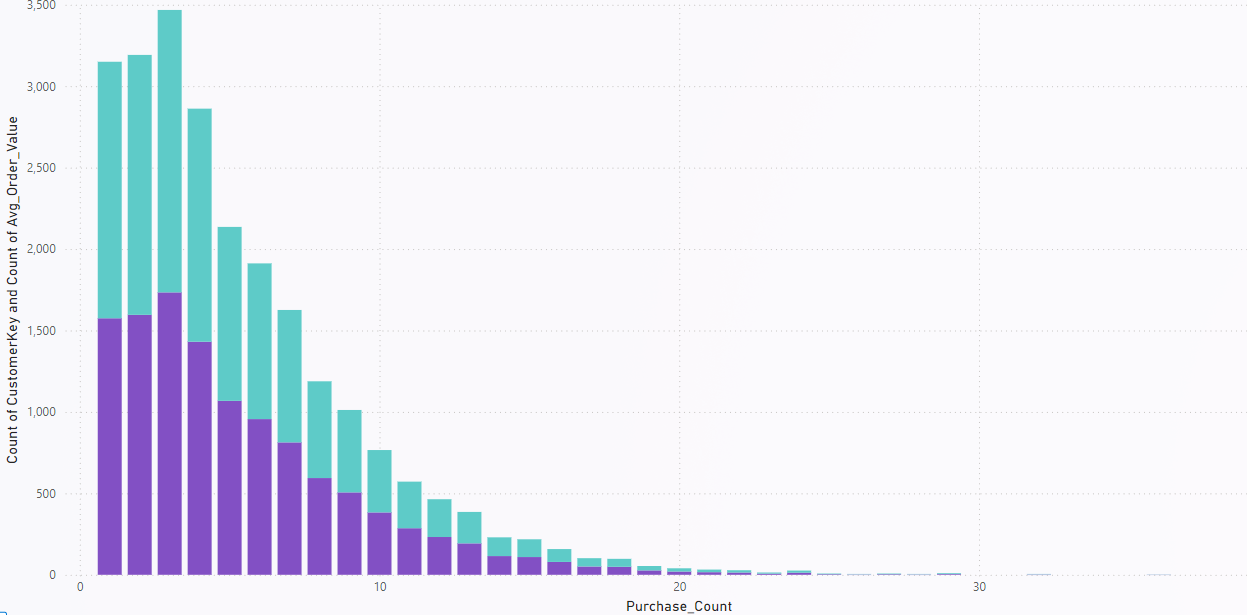 3,500
3,000
2,500
2,000
1,500
1,000
500
0
Count of CustomerKey and Count of Avg_Order_Value
0 10 20 30
Purchase_Count